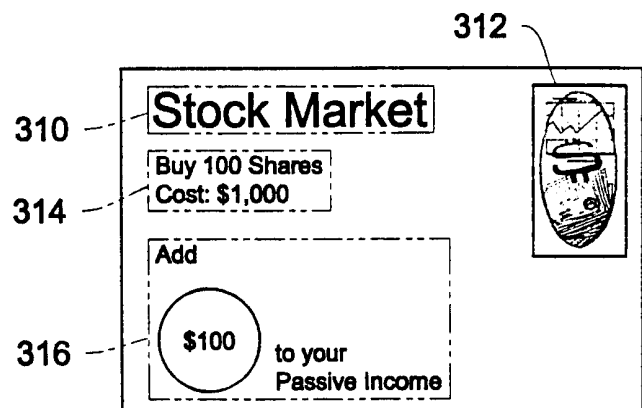 312
310
Stock Market
314
Buy 100 Shares
Cost: $1,000
316
Add
$100
to your
Passive Income